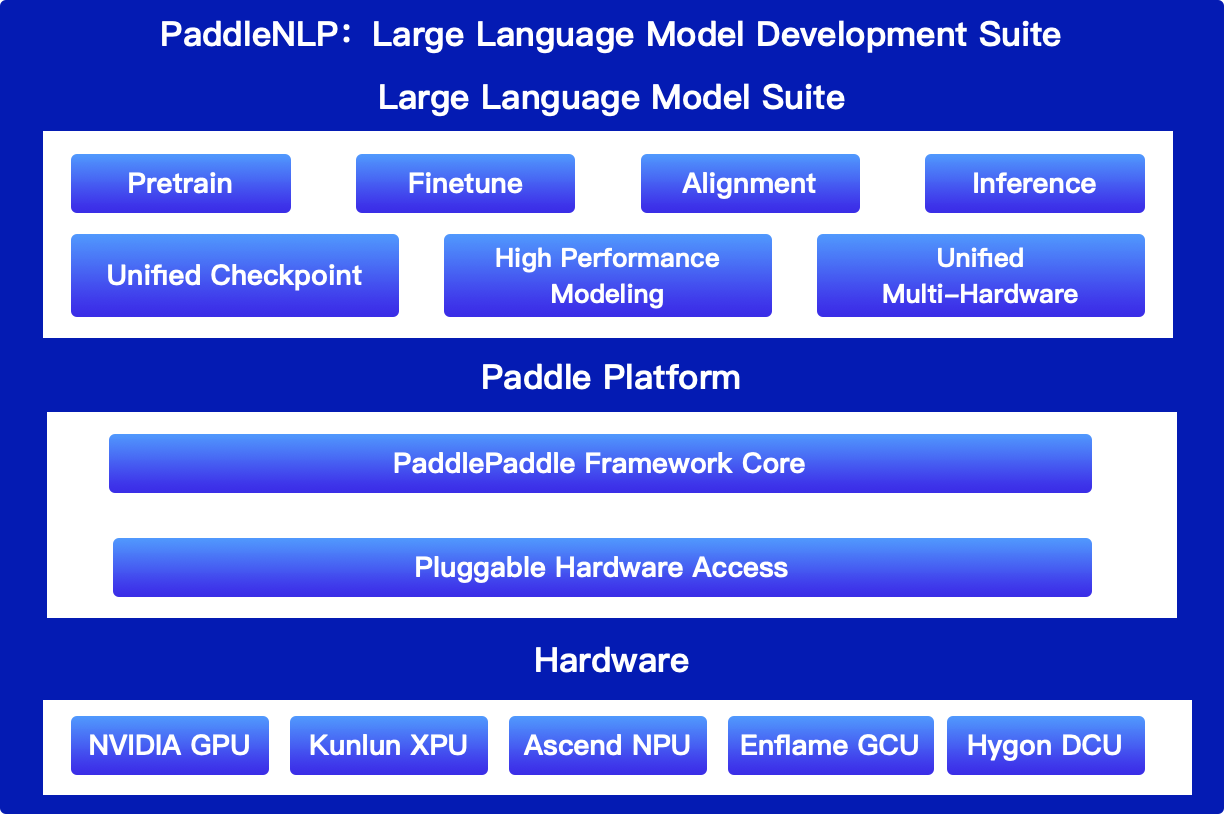 PaddleNLP：Large Language Model Development Suite
Large Language Model Suite
Pretrain
Finetune
Alignment
Inference
Unified Checkpoint
High Performance
Modeling
Unified
Multi-Hardware
Paddle Platform
PaddlePaddle Framework Core
Pluggable Hardware Access
Hardware
NVIDIA GPU
Kunlun XPU
Ascend NPU
Enflame GCU
Hygon DCU